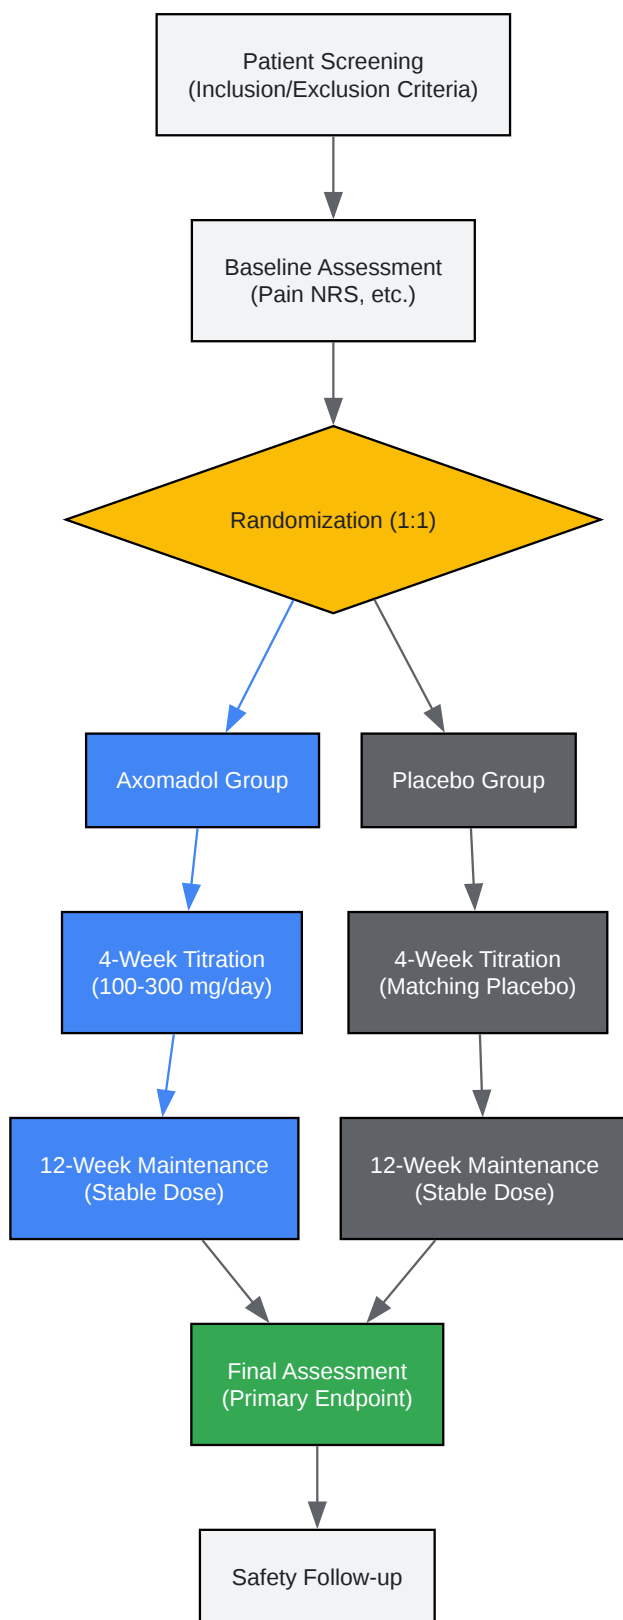 Patient Screening
(Inclusion/Exclusion Criteria)
Baseline Assessment
(Pain NRS, etc.)
Randomization (1:1)
Axomadol Group
Placebo Group
4-Week Titration
(100-300 mg/day)
4-Week Titration
(Matching Placebo)
12-Week Maintenance
(Stable Dose)
12-Week Maintenance
(Stable Dose)
Final Assessment
(Primary Endpoint)
Safety Follow-up